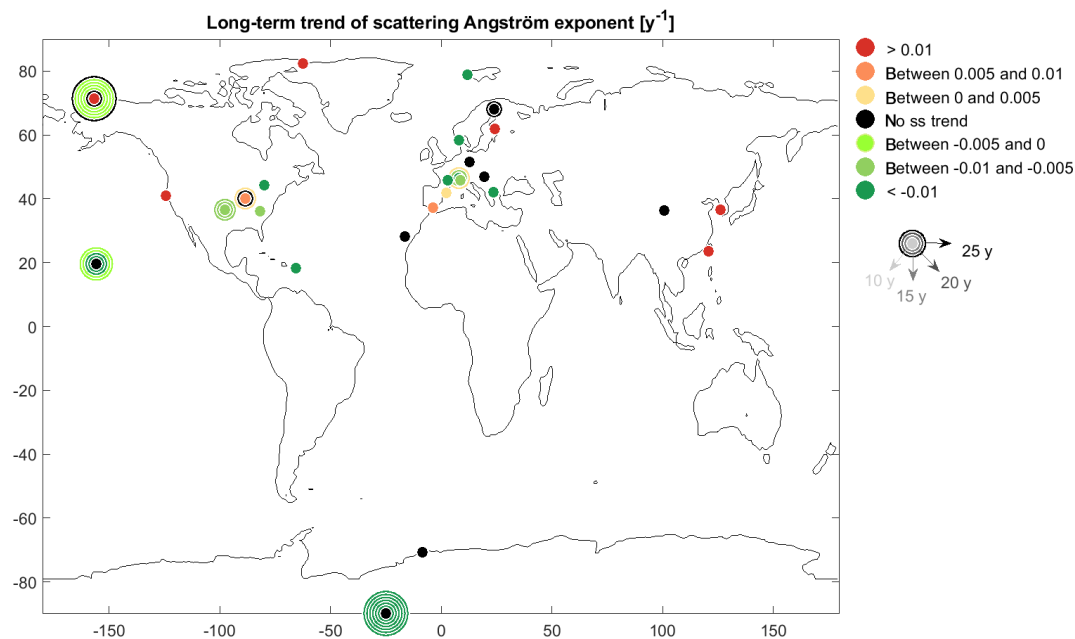 Long-term trend of scattering Angström exponent [y⁻¹]
> 0.01
Between 0.005 and 0.01
Between 0 and 0.005
No ss trend
Between -0.005 and 0
Between -0.01 and -0.005
< -0.01
25 y
10 y
20 y
15 y
80
60
40
20
0
-20
-40
-60
-80
-150
-100
-50
0
50
100
150